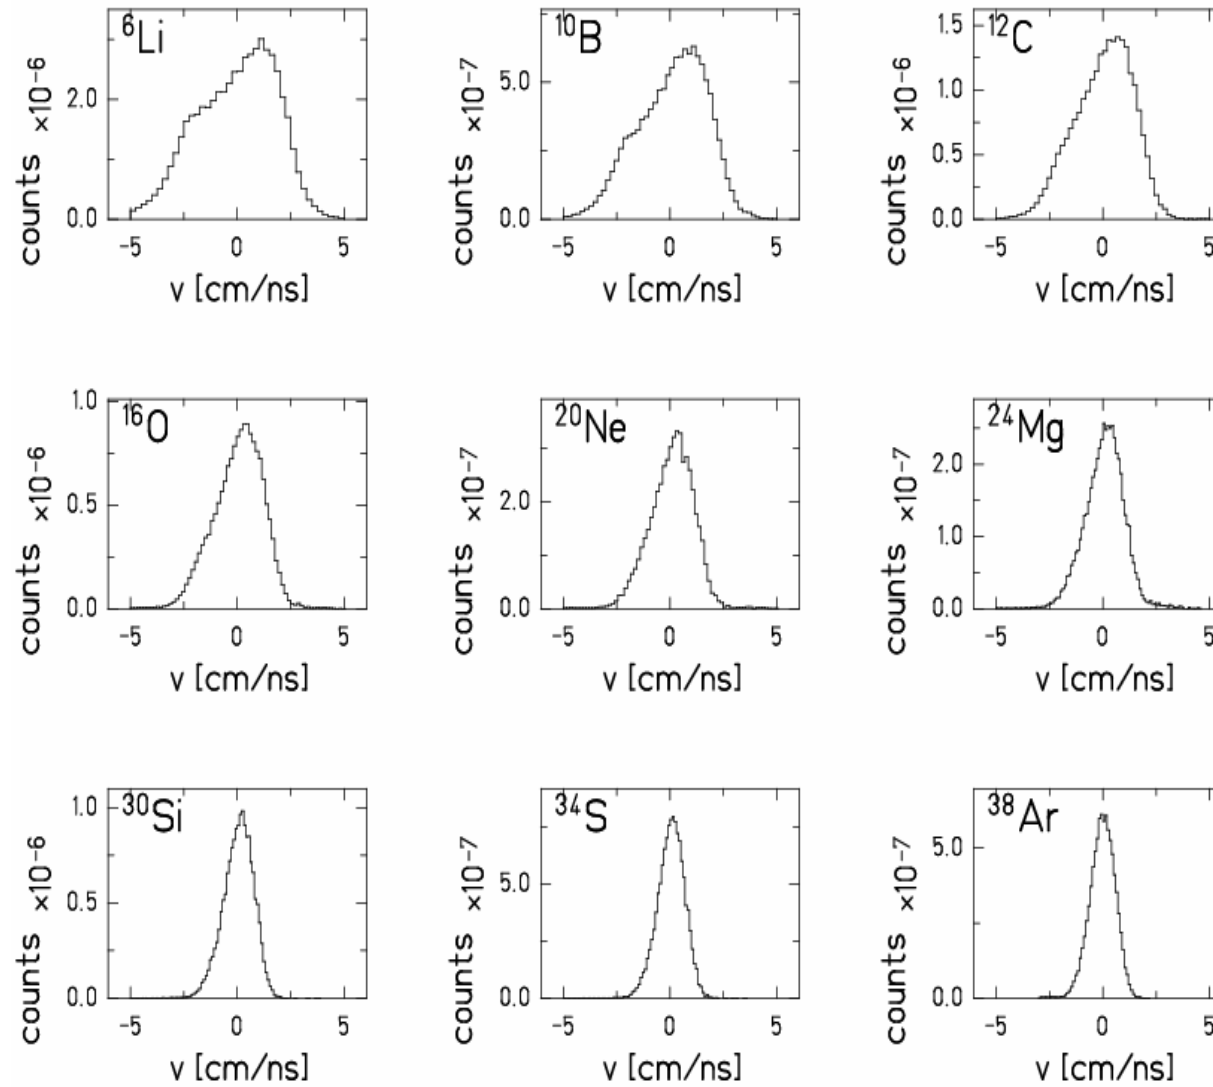 ⁶Li
counts ×10⁻⁶
2.0
0.0
-5 0 5
v [cm/ns]
¹⁰B
counts ×10⁻⁷
5.0
0.0
-5 0 5
v [cm/ns]
¹²C
counts ×10⁻⁶
1.5
1.0
0.5
0.0
-5 0 5
v [cm/ns]
¹⁶O
counts ×10⁻⁶
1.0
0.5
0.0
-5 0 5
v [cm/ns]
²⁰Ne
counts ×10⁻⁷
2.0
0.0
-5 0 5
v [cm/ns]
²⁴Mg
counts ×10⁻⁷
2.0
1.0
0.0
-5 0 5
v [cm/ns]
³⁰Si
counts ×10⁻⁶
1.0
0.5
0.0
-5 0 5
v [cm/ns]
³⁴S
counts ×10⁻⁷
5.0
0.0
-5 0 5
v [cm/ns]
³⁸Ar
counts ×10⁻⁷
5.0
0.0
-5 0 5
v [cm/ns]